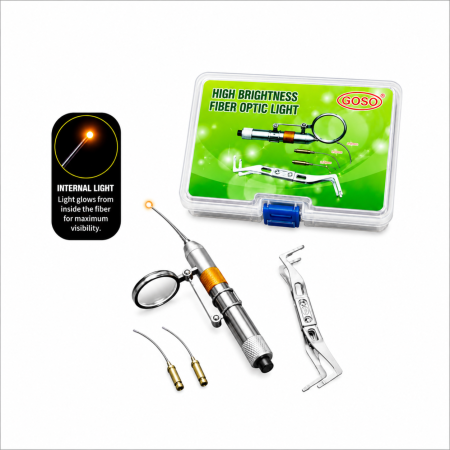 HIGH BRIGHTNESS
FIBER OPTIC LIGHT
GOSO®
INTERNAL LIGHT
Light glows from
inside the fiber
for maximum
visibility.